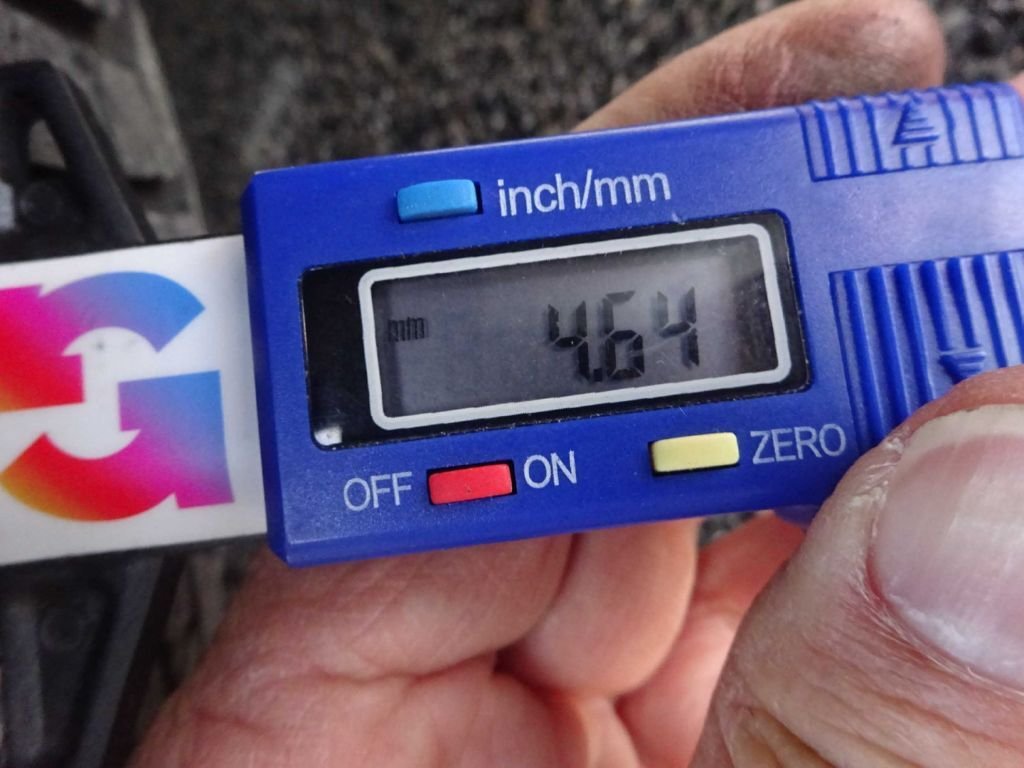 inch/mm
mm 4.64
OFF ON ZERO
G